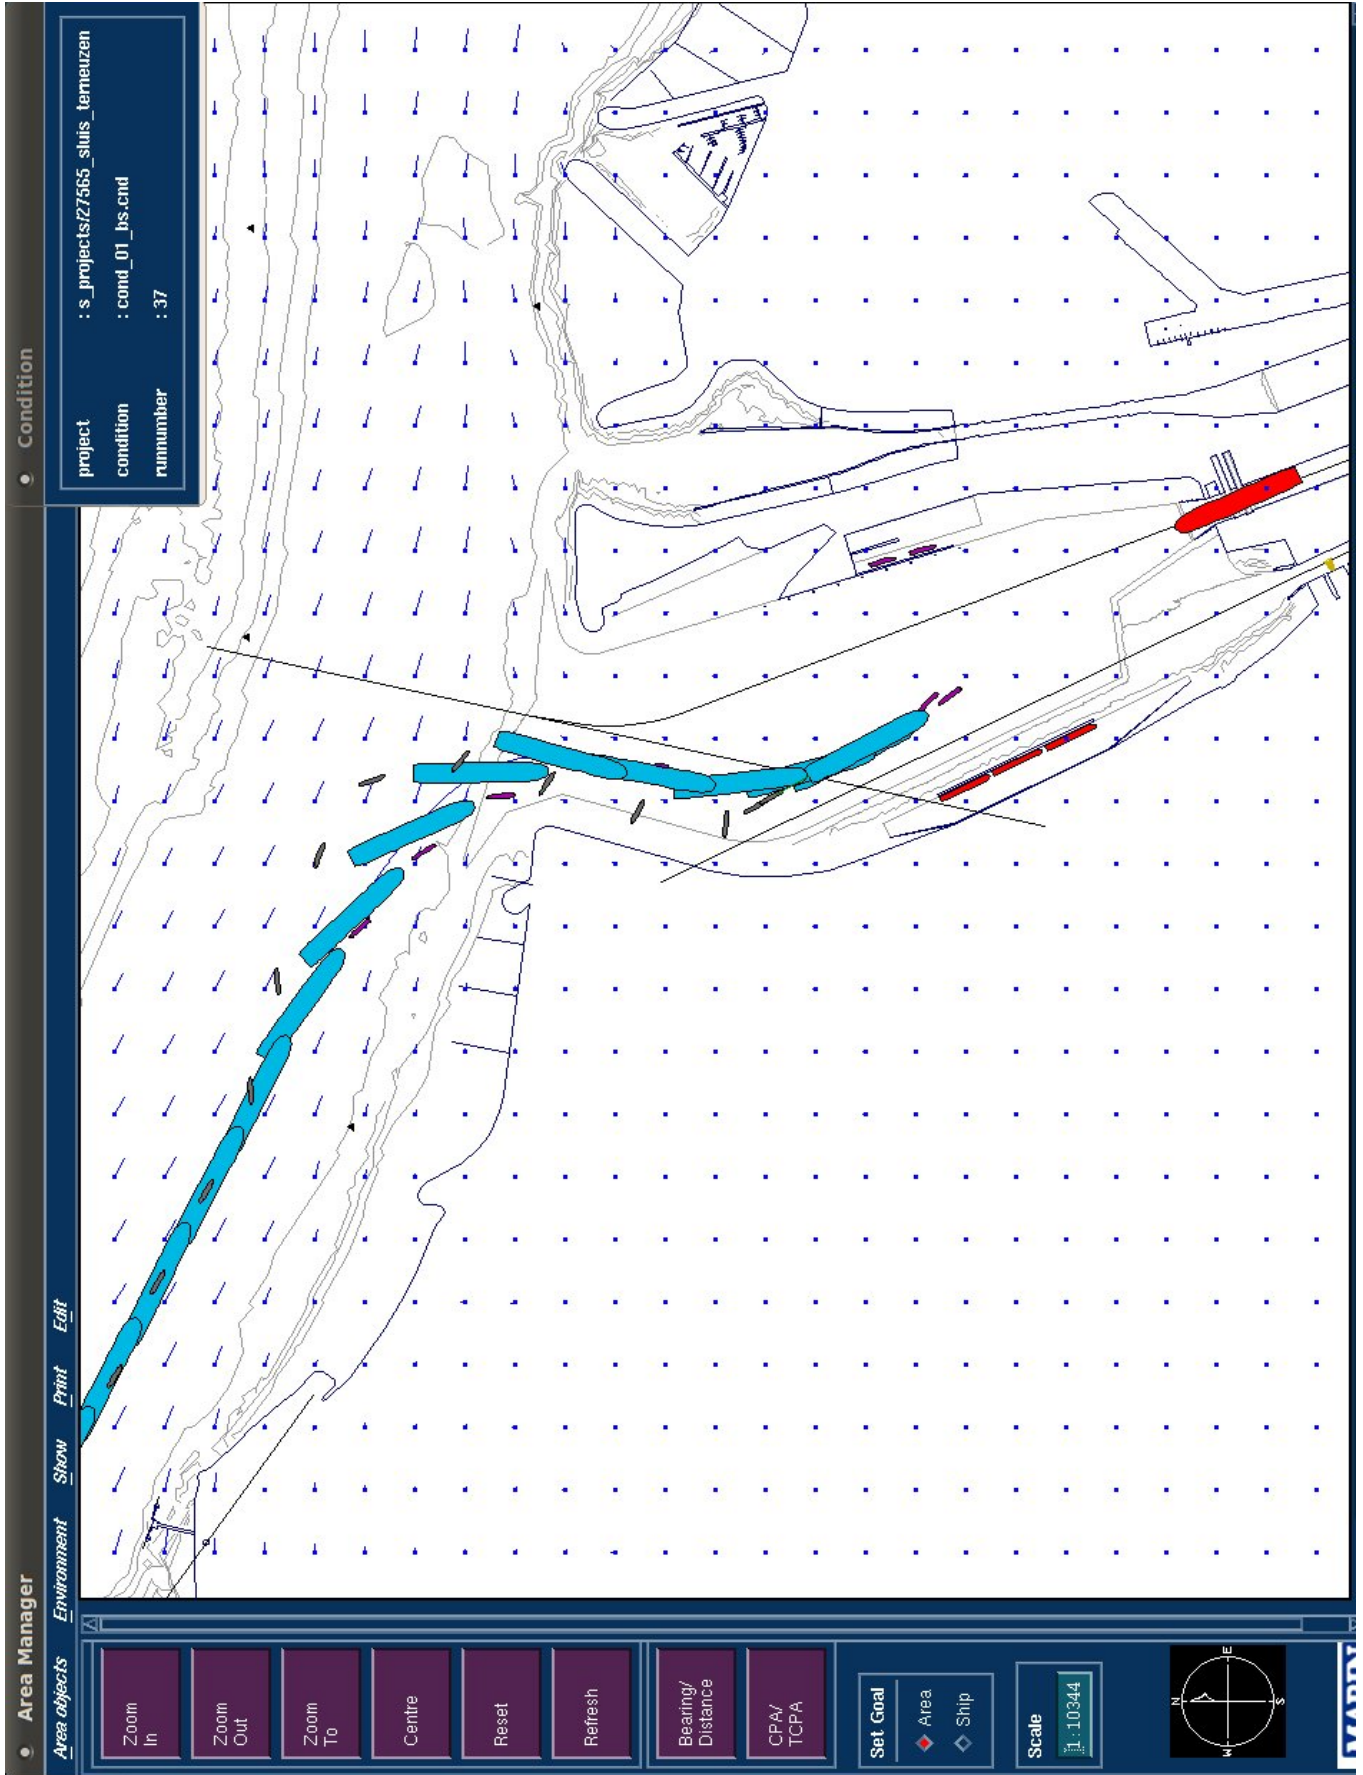 Area Manager
Condition
Area objects Environment Show Print Edit
project : s_projects/27565_sluis_terneuzen
condition : cond_01_bs.cnd
runnumber : 37
Zoom
In
Zoom
Out
Zoom
To
Centre
Reset
Refresh
Bearing/
Distance
CPA/
TCPA
Set Goal
Area
Ship
Scale
1 : 10344
N
W E
S